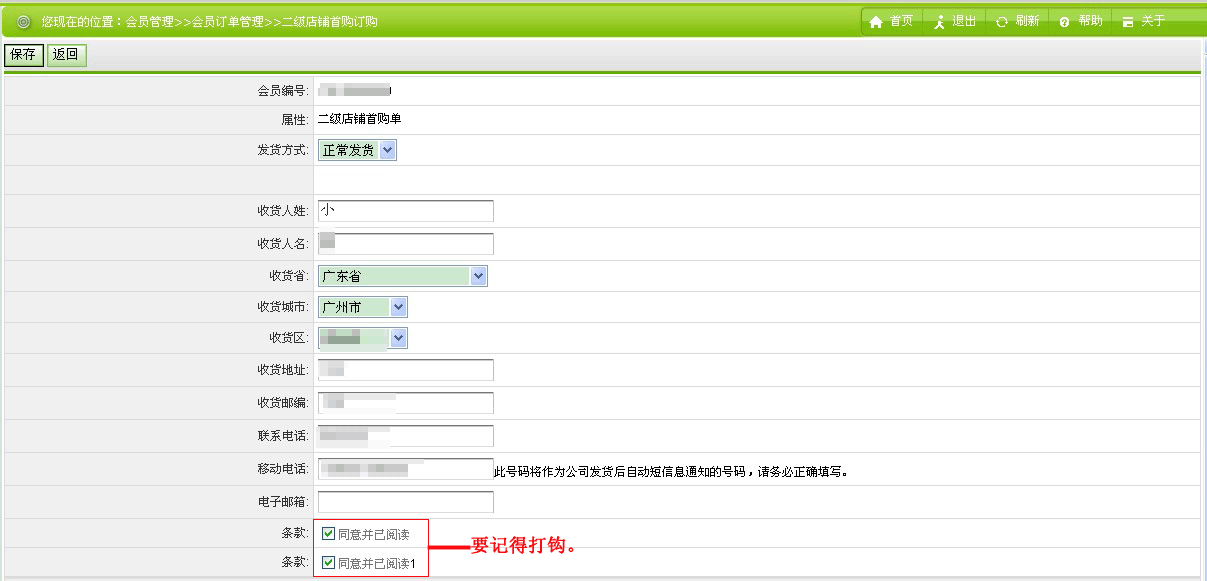 您现在的位置：会员管理>>会员订单管理>>二级店铺首购订购
首页 退出 刷新 帮助 关于
保存 返回
会员编号:
属性: 二级店铺首购单
发货方式: 正常发货
收货人姓: 小
收货人名:
收货省: 广东省
收货城市: 广州市
收货区:
收货地址:
收货邮编:
联系电话:
移动电话: 此号码将作为公司发货后自动短信息通知的号码，请务必正确填写。
电子邮箱:
条款: 同意并已阅读
要记得打钩。
条款: 同意并已阅读1